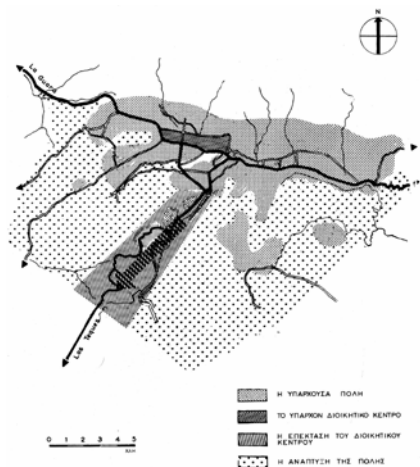 N
La Guaira
Los Teques
Η ΥΠΑΡΧΟΥΣΑ ΠΟΛΗ
ΤΟ ΥΠΑΡΧΟΝ ΔΙΟΙΚΗΤΙΚΟ ΚΕΝΤΡΟ
Η ΕΠΕΚΤΑΣΗ ΤΟΥ ΔΙΟΙΚΗΤΙΚΟΥ
ΚΕΝΤΡΟΥ
Η ΑΝΑΠΤΥΞΗ ΤΗΣ ΠΟΛΗΣ
0 1 2 3 4 5